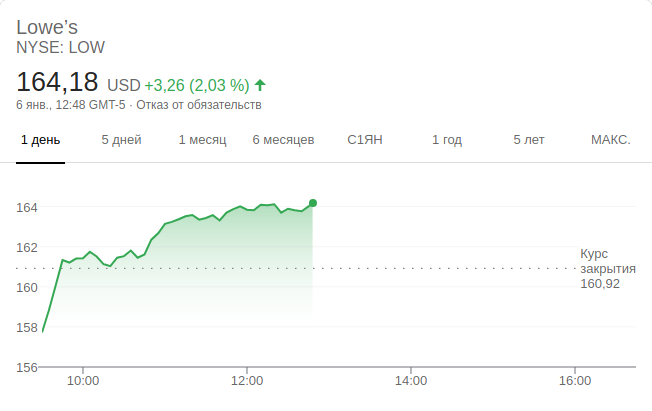 Lowe’s
NYSE: LOW
164,18 USD +3,26 (2,03 %)
6 янв., 12:48 GMT-5 · Отказ от обязательств
1 день 5 дней 1 месяц 6 месяцев С1ЯН 1 год 5 лет МАКС.
164
162
Курс
закрытия
160,92
160
158
156
10:00 12:00 14:00 16:00